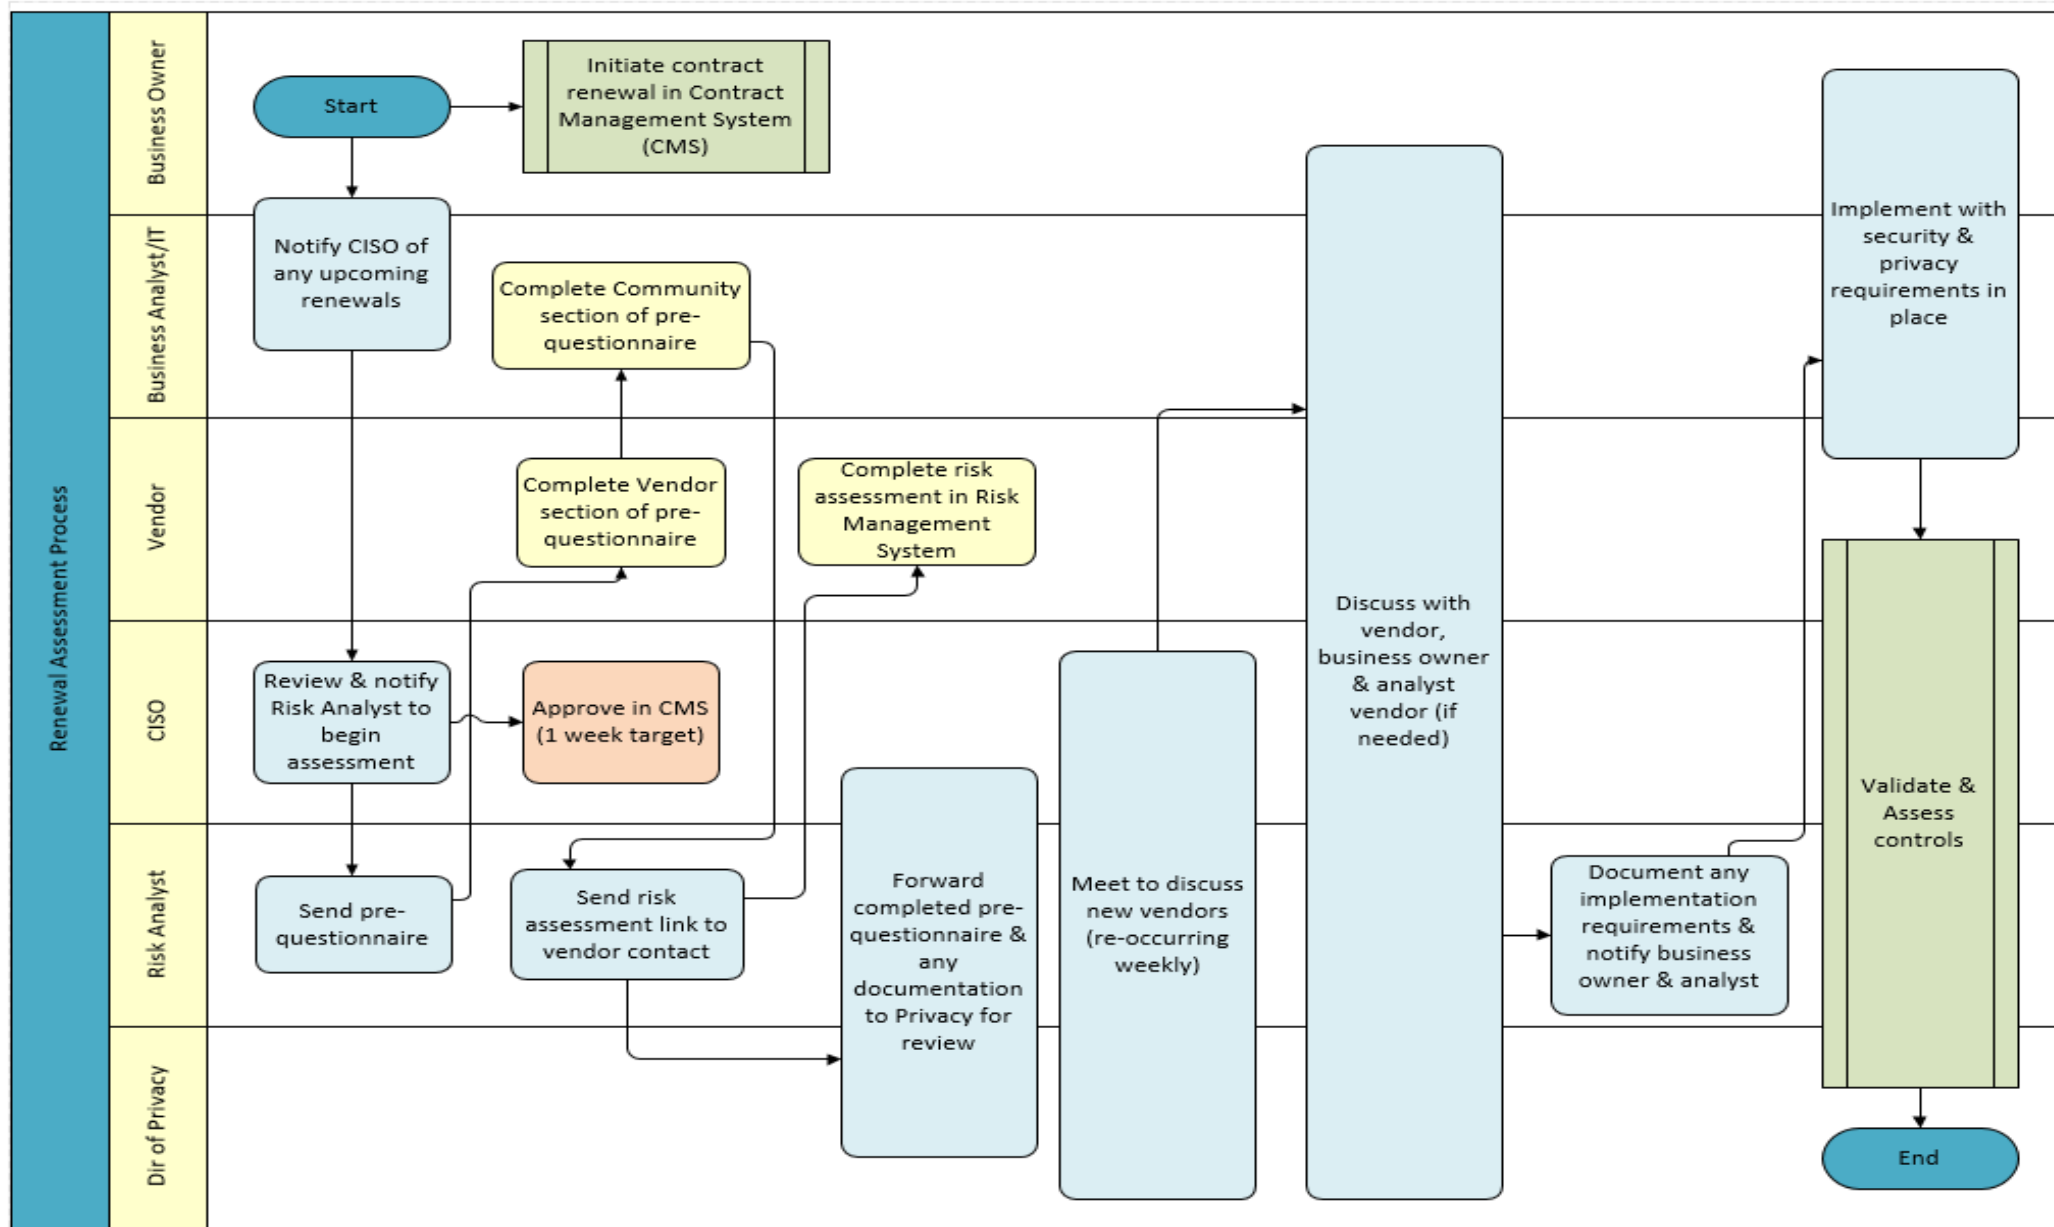 Renewal Assessment Process
Business Owner
Start
Initiate contract
renewal in Contract
Management System
(CMS)
Business Analyst/IT
Notify CISO of
any upcoming
renewals
Complete Community
section of pre-
questionnaire
Implement with
security &
privacy
requirements in
place
Vendor
Complete Vendor
section of pre-
questionnaire
Complete risk
assessment in Risk
Management
System
CISO
Review & notify
Risk Analyst to
begin
assessment
Approve in CMS
(1 week target)
Discuss with
vendor,
business owner
& analyst
vendor (if
needed)
Validate &
Assess
controls
Risk Analyst
Send pre-
questionnaire
Send risk
assessment link to
vendor contact
Forward
completed pre-
questionnaire &
any
documentation
to Privacy for
review
Meet to discuss
new vendors
(re-occurring
weekly)
Document any
implementation
requirements &
notify business
owner & analyst
Dir of Privacy
End